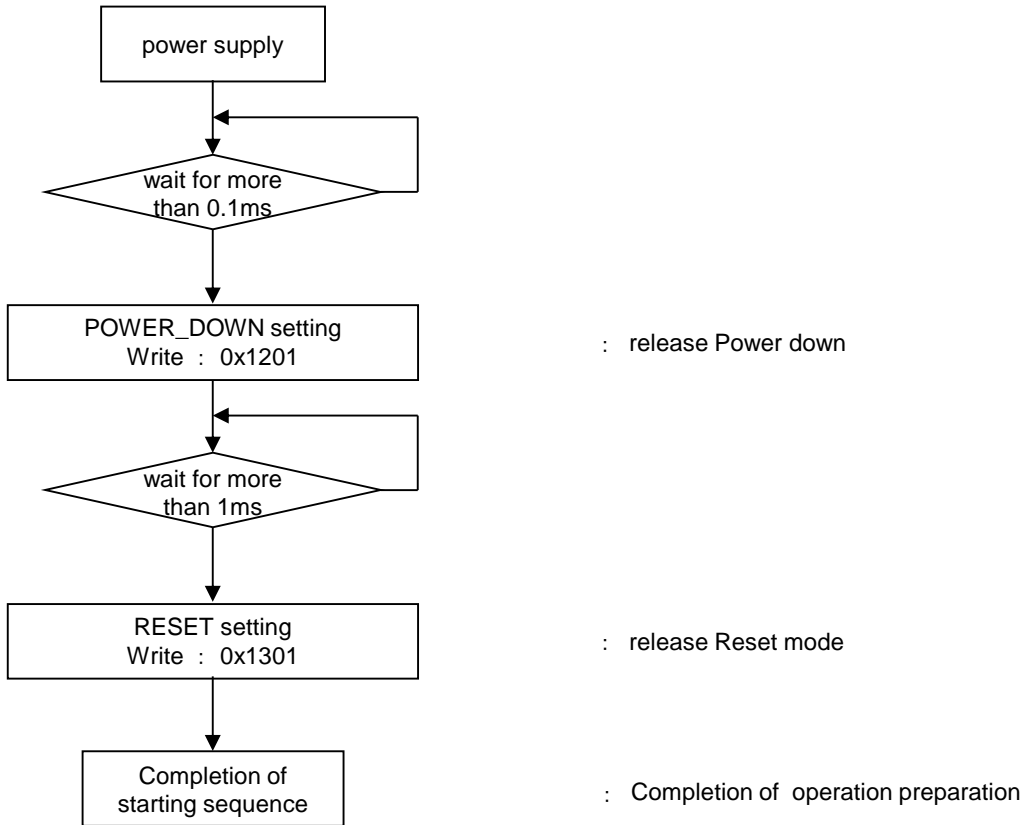 power supply
wait for more
than 0.1ms
POWER_DOWN setting
Write : 0x1201
: release Power down
wait for more
than 1ms
RESET setting
Write : 0x1301
: release Reset mode
Completion of
starting sequence
: Completion of operation preparation